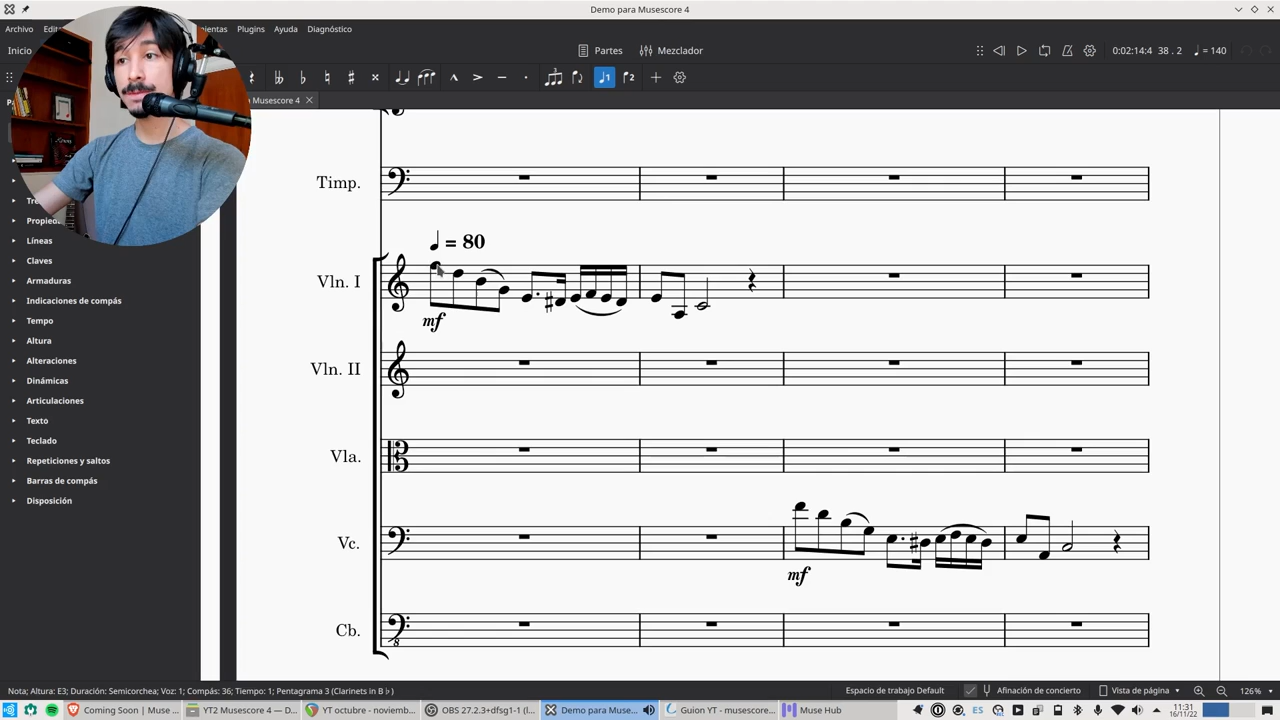 Demo para Musescore 4
Archivo Edit ientas Plugins Ayuda Diagnóstico
Inicio Partes Mezclador 0:02:14:4 38 . 2 = 140
a Musescore 4
Pa
Tre
Propied
Líneas
Claves
Armaduras
Indicaciones de compás
Tempo
Altura
Alteraciones
Dinámicas
Articulaciones
Texto
Teclado
Repeticiones y saltos
Barras de compás
Disposición
Timp.
= 80
Vln. I
mf
Vln. II
Vla.
Vc.
mf
Cb.
8
Nota; Altura: E3; Duración: Semicorchea; Voz: 1; Compás: 36; Tiempo: 1; Pentagrama 3 (Clarinets in B♭) Espacio de trabajo Default Afinación de concierto Vista de página 126%
Coming Soon | Muse ... YT2 Musescore 4 — D... YT octubre - noviemb... OBS 27.2.3+dfsg1-1 (l... Demo para Muse... Guion YT - musescor... Muse Hub ES 11:31
16/11/22